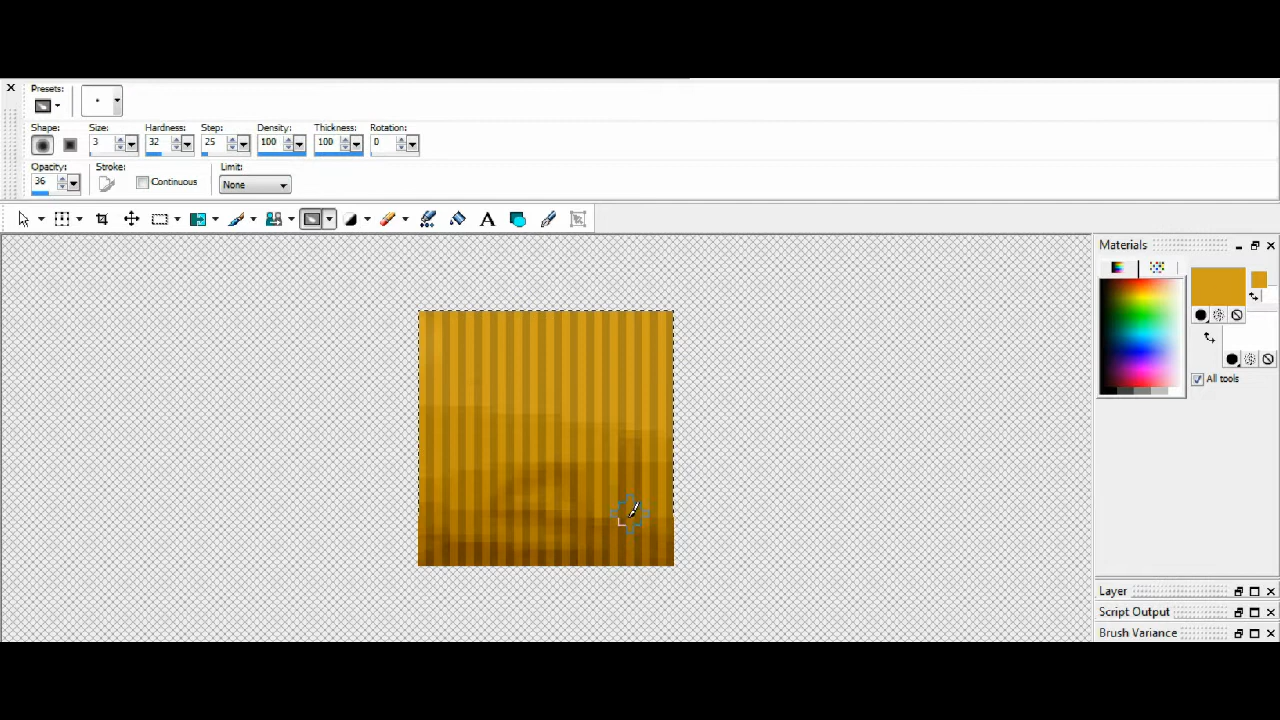 Presets:
Shape: Size: Hardness: Step: Density: Thickness: Rotation:
3 32 25 100 100 0
Opacity: Stroke: Limit:
36 Continuous None
A
Materials
All tools
Layer
Script Output
Brush Variance